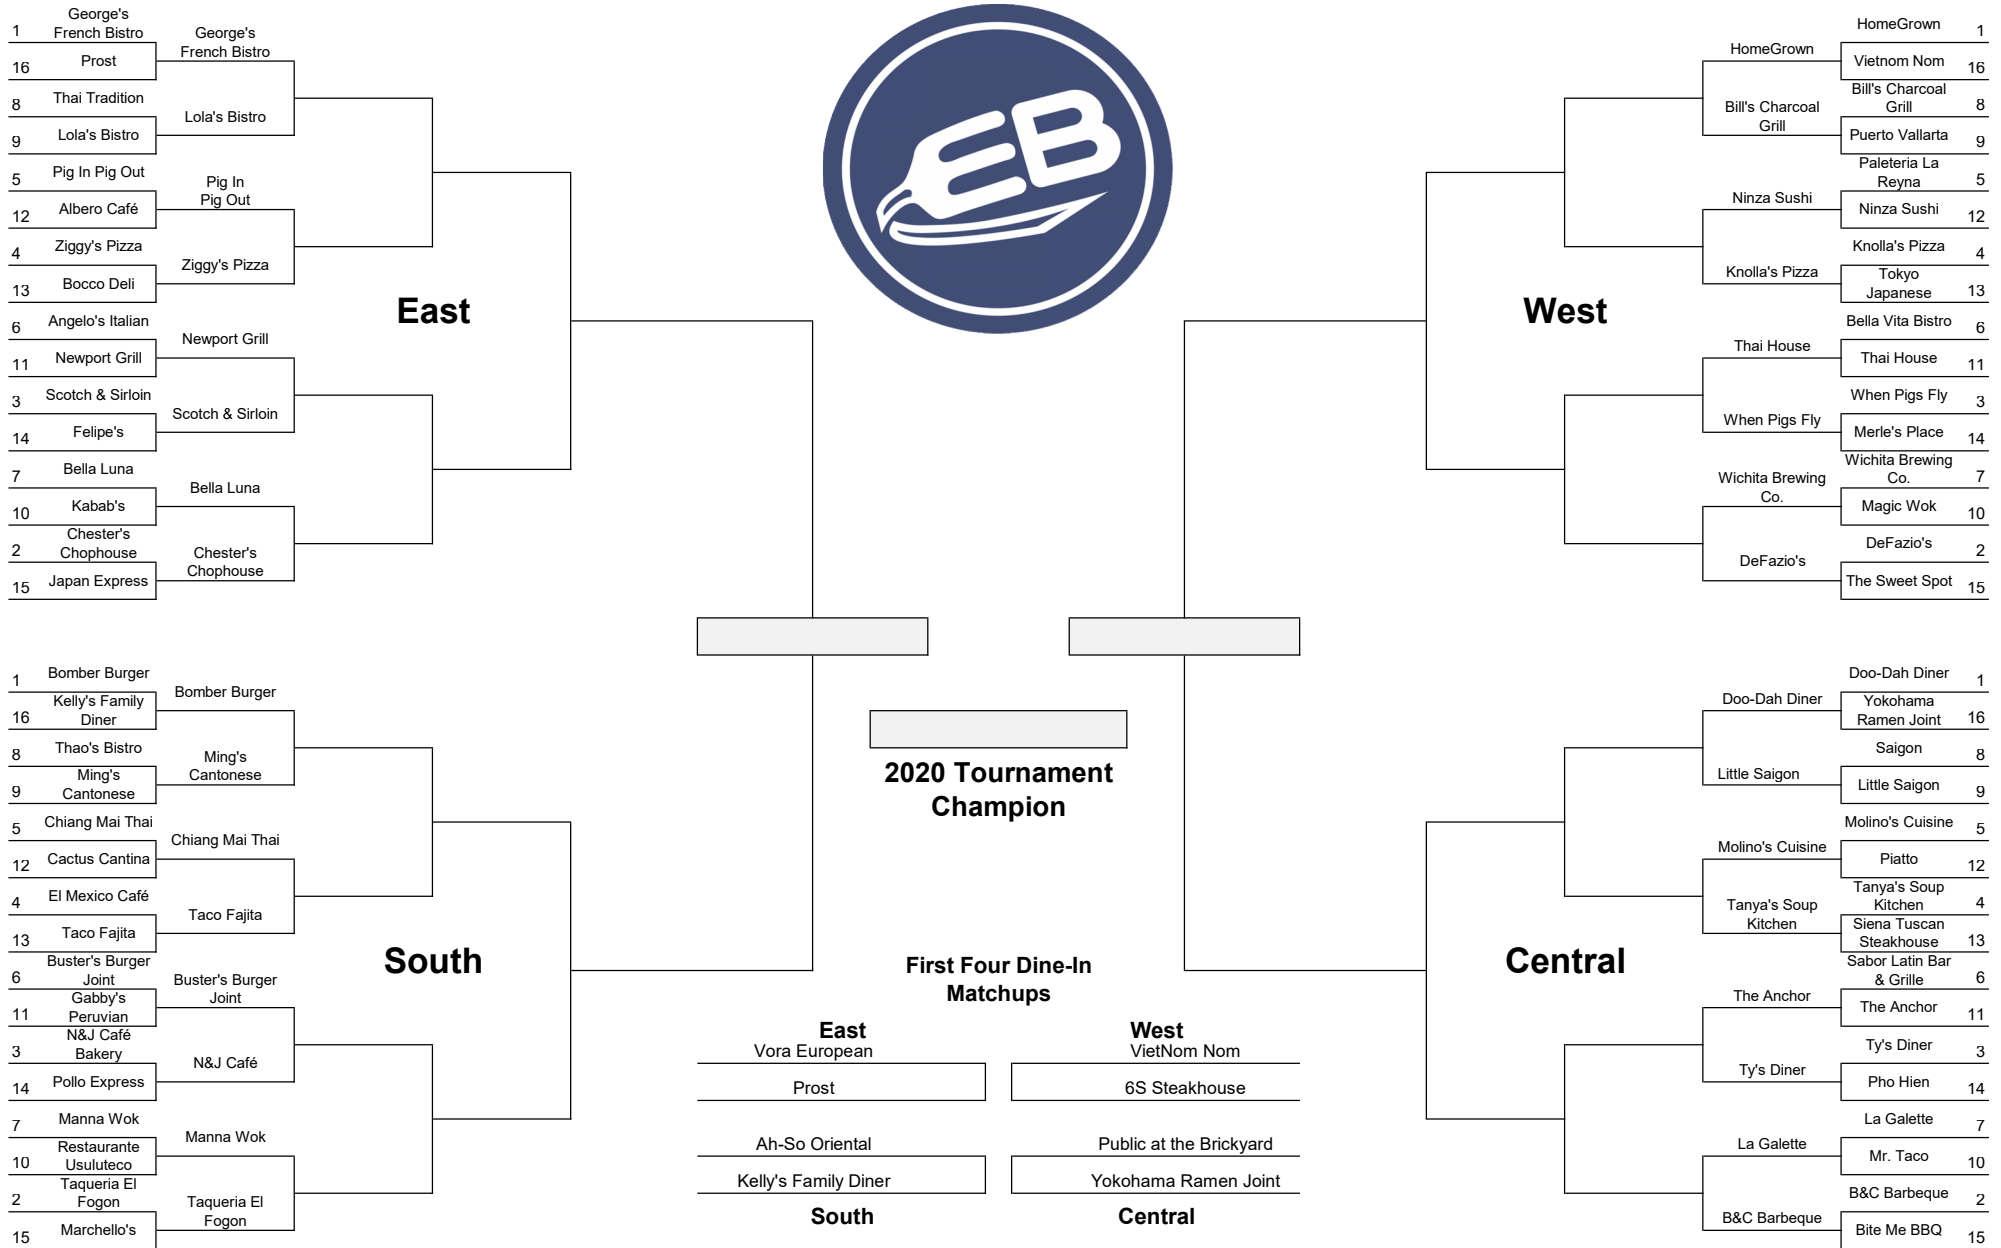 EB
East
1
George's
French Bistro
16
Prost
8
Thai Tradition
9
Lola's Bistro
5
Pig In Pig Out
12
Albero Café
4
Ziggy's Pizza
13
Bocco Deli
6
Angelo's Italian
11
Newport Grill
3
Scotch & Sirloin
14
Felipe's
7
Bella Luna
10
Kabab's
2
Chester's
Chophouse
15
Japan Express
George's
French Bistro
Lola's Bistro
Pig In
Pig Out
Ziggy's Pizza
Newport Grill
Scotch & Sirloin
Bella Luna
Chester's
Chophouse
South
1
Bomber Burger
16
Kelly's Family
Diner
8
Thao's Bistro
9
Ming's
Cantonese
5
Chiang Mai Thai
12
Cactus Cantina
4
El Mexico Café
13
Taco Fajita
6
Buster's Burger
Joint
11
Gabby's
Peruvian
3
N&J Café
Bakery
14
Pollo Express
7
Manna Wok
10
Restaurante
Usuluteco
2
Taqueria El
Fogon
15
Marchello's
Bomber Burger
Ming's
Cantonese
Chiang Mai Thai
Taco Fajita
Buster's Burger
Joint
N&J Café
Manna Wok
Taqueria El
Fogon
2020 Tournament
Champion
First Four Dine-In
Matchups
East
Vora European
Prost
West
VietNom Nom
6S Steakhouse
Ah-So Oriental
Kelly's Family Diner
South
Public at the Brickyard
Yokohama Ramen Joint
Central
West
HomeGrown
Bill's Charcoal
Grill
Ninza Sushi
Knolla's Pizza
Thai House
When Pigs Fly
Wichita Brewing
Co.
DeFazio's
HomeGrown
1
Vietnom Nom
16
Bill's Charcoal
Grill
8
Puerto Vallarta
9
Paleteria La
Reyna
5
Ninza Sushi
12
Knolla's Pizza
4
Tokyo
Japanese
13
Bella Vita Bistro
6
Thai House
11
When Pigs Fly
3
Merle's Place
14
Wichita Brewing
Co.
7
Magic Wok
10
DeFazio's
2
The Sweet Spot
15
Central
Doo-Dah Diner
Little Saigon
Molino's Cuisine
Tanya's Soup
Kitchen
The Anchor
Ty's Diner
La Galette
B&C Barbeque
Doo-Dah Diner
1
Yokohama
Ramen Joint
16
Saigon
8
Little Saigon
9
Molino's Cuisine
5
Piatto
12
Tanya's Soup
Kitchen
4
Siena Tuscan
Steakhouse
13
Sabor Latin Bar
& Grille
6
The Anchor
11
Ty's Diner
3
Pho Hien
14
La Galette
7
Mr. Taco
10
B&C Barbeque
2
Bite Me BBQ
15